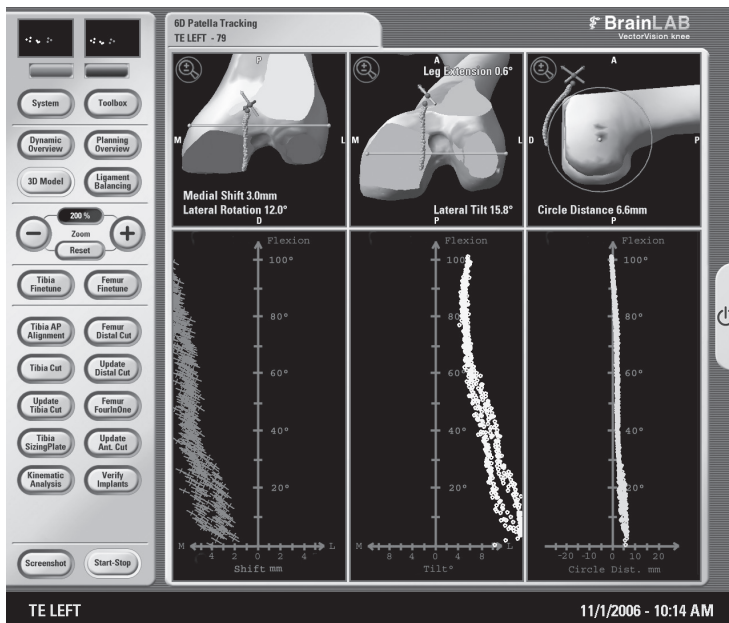 6D Patella Tracking
TE LEFT - 79
BrainLAB
VectorVision knee
System
Toolbox
Dynamic
Overview
Planning
Overview
3D Model
Ligament
Balancing
200 %
Zoom
Reset
Tibia
Finetune
Femur
Finetune
Tibia AP
Alignment
Femur
Distal Cut
Tibia Cut
Update
Distal Cut
Update
Tibia Cut
Femur
FourInOne
Tibia
SizingPlate
Update
Ant. Cut
Kinematic
Analysis
Verify
Implants
Screenshot
Start-Stop
P
M
L
Medial Shift 3.0mm
Lateral Rotation 12.0°
D
A
Leg Extension 0.6°
M
L
Lateral Tilt 15.8°
P
A
D
P
Circle Distance 6.6mm
P
Flexion
100°
80°
60°
40°
20°
M 4 2 0 2 4 L
Shift mm
Flexion
100°
80°
60°
40°
20°
M 8 4 0 4 8 L
Tilt°
Flexion
100°
80°
60°
40°
20°
-20 -10 0 10 20
Circle Dist. mm
TE LEFT
11/1/2006 - 10:14 AM